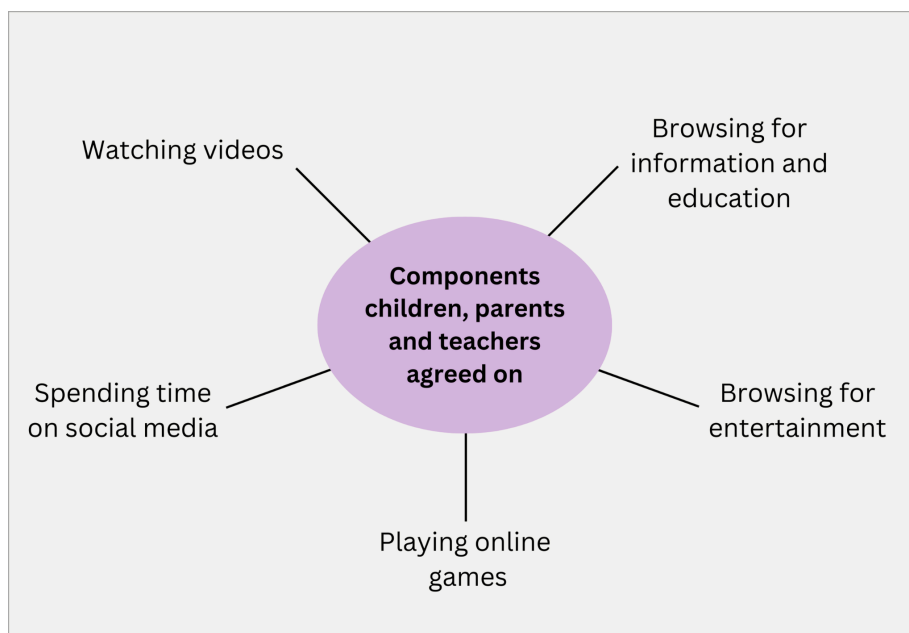 Watching videos
Browsing for
information and
education
Components
children, parents
and teachers
agreed on
Spending time
on social media
Browsing for
entertainment
Playing online
games